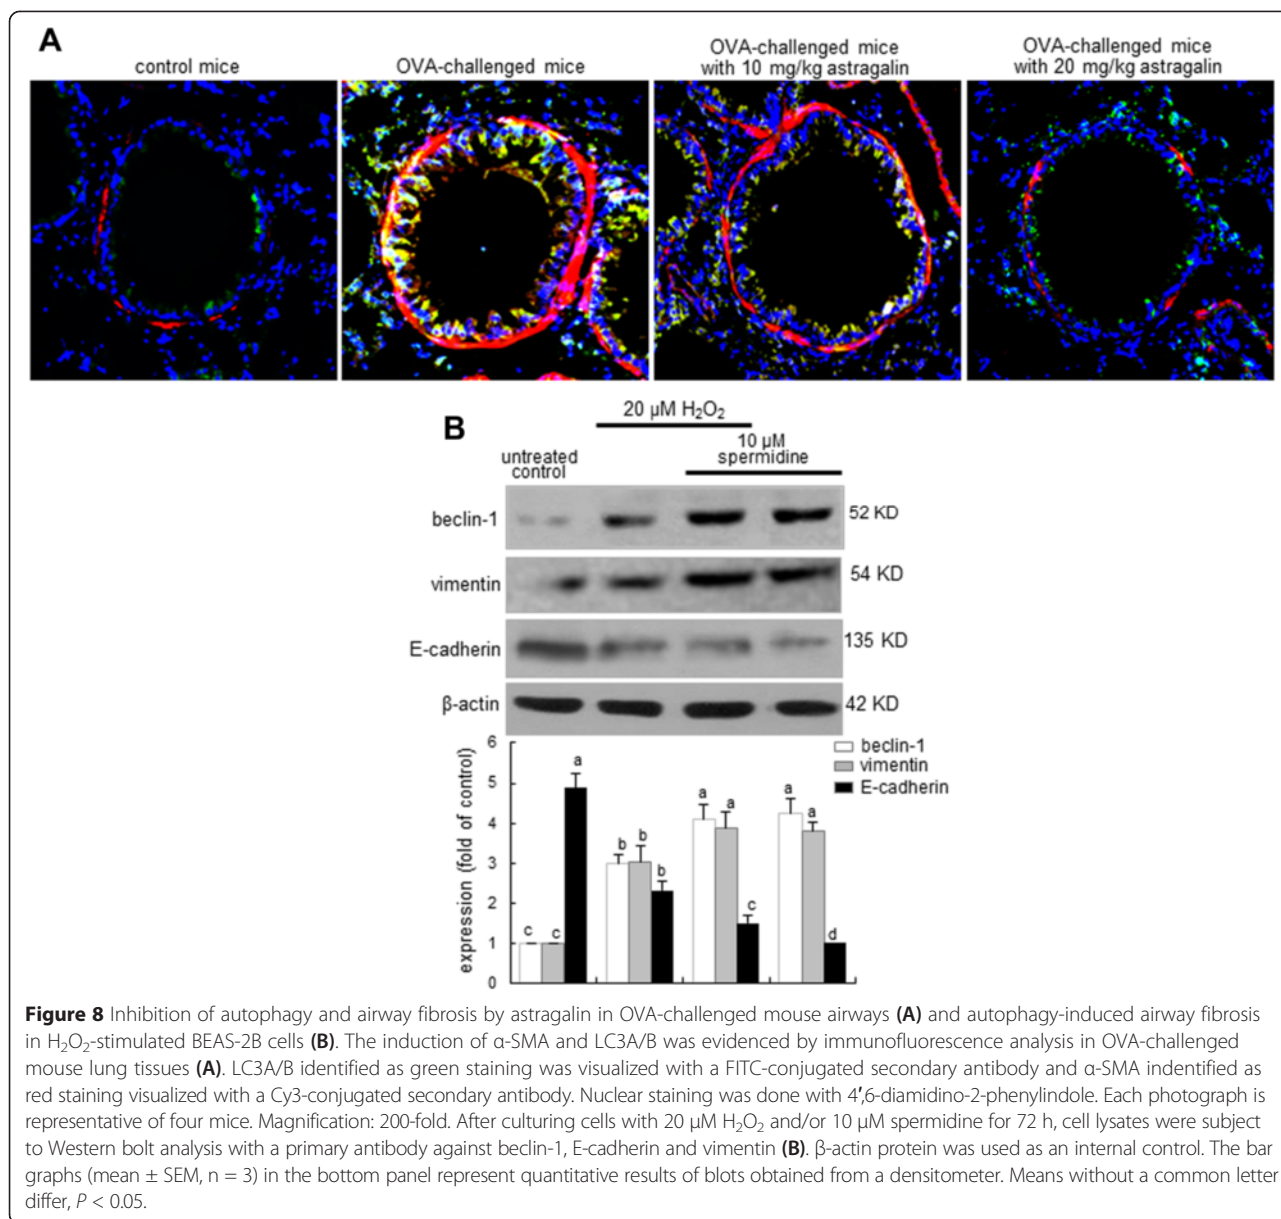 A
control mice
OVA-challenged mice
OVA-challenged mice
with 10 mg/kg astragalin
OVA-challenged mice
with 20 mg/kg astragalin
B
20 µM H₂O₂
10 µM
spermidine
untreated
control
beclin-1
52 KD
vimentin
54 KD
E-cadherin
135 KD
β-actin
42 KD
expression (fold of control)
6
5
4
3
2
1
0
c
c
a
b
b
b
a
a
c
a
a
d
beclin-1
vimentin
E-cadherin
Figure 8 Inhibition of autophagy and airway fibrosis by astragalin in OVA-challenged mouse airways (A) and autophagy-induced airway fibrosis
in H₂O₂-stimulated BEAS-2B cells (B). The induction of α-SMA and LC3A/B was evidenced by immunofluorescence analysis in OVA-challenged
mouse lung tissues (A). LC3A/B identified as green staining was visualized with a FITC-conjugated secondary antibody and α-SMA indentified as
red staining visualized with a Cy3-conjugated secondary antibody. Nuclear staining was done with 4′,6-diamidino-2-phenylindole. Each photograph is
representative of four mice. Magnification: 200-fold. After culturing cells with 20 µM H₂O₂ and/or 10 µM spermidine for 72 h, cell lysates were subject
to Western bolt analysis with a primary antibody against beclin-1, E-cadherin and vimentin (B). β-actin protein was used as an internal control. The bar
graphs (mean ± SEM, n = 3) in the bottom panel represent quantitative results of blots obtained from a densitometer. Means without a common letter
differ, P < 0.05.